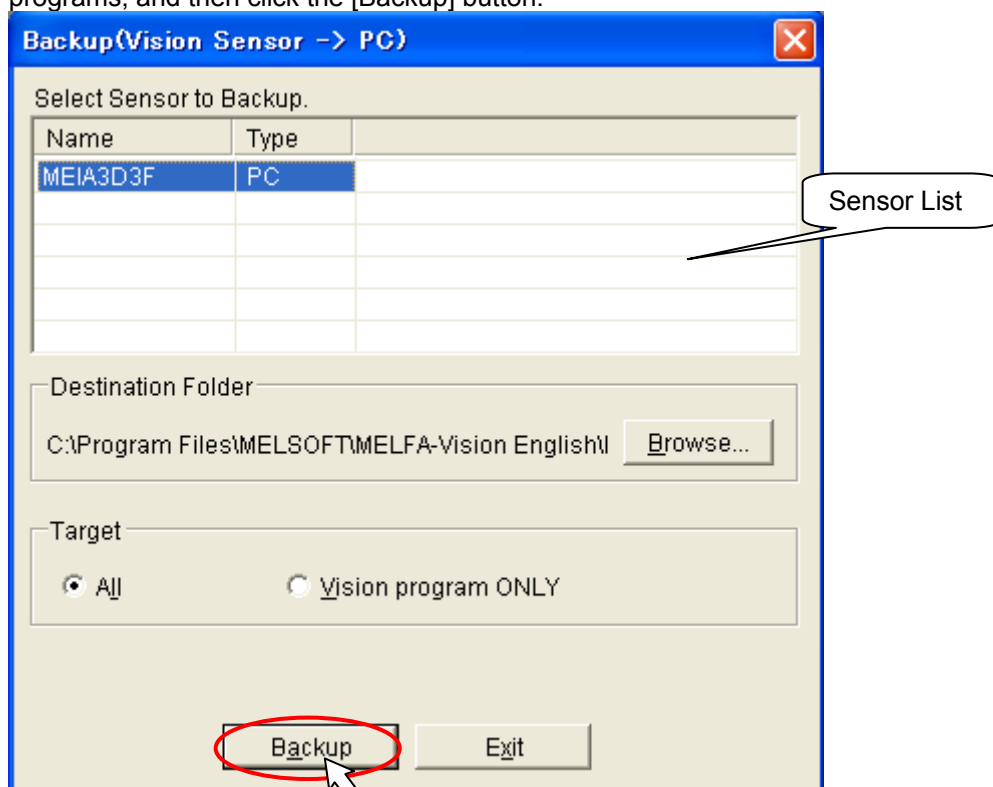 programs, and then click the [Backup] button.
Backup(Vision Sensor -> PC)
Select Sensor to Backup.
Name Type
MEIA3D3F PC
Sensor List
Destination Folder
C:\Program Files\MELSOFT\MELFA-Vision English\I Browse...
Target
All Vision program ONLY
Backup Exit